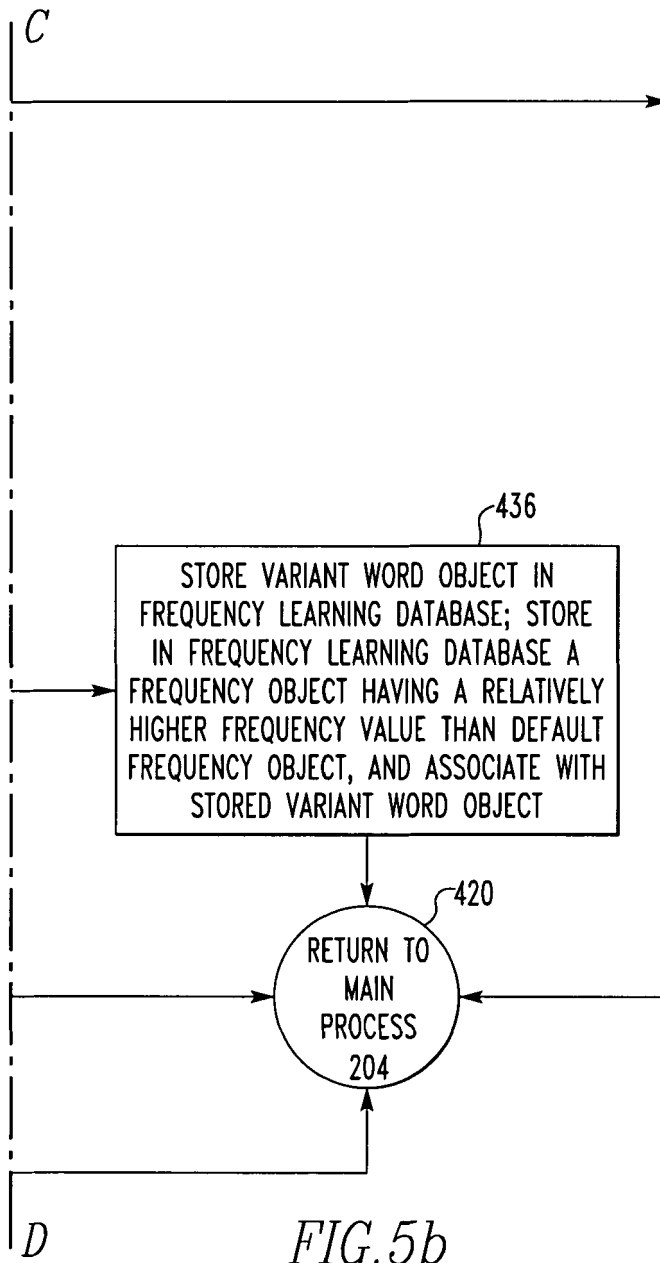 C
436
STORE VARIANT WORD OBJECT IN
FREQUENCY LEARNING DATABASE; STORE
IN FREQUENCY LEARNING DATABASE A
FREQUENCY OBJECT HAVING A RELATIVELY
HIGHER FREQUENCY VALUE THAN DEFAULT
FREQUENCY OBJECT, AND ASSOCIATE WITH
STORED VARIANT WORD OBJECT
420
RETURN TO
MAIN
PROCESS
204
D
FIG.5b